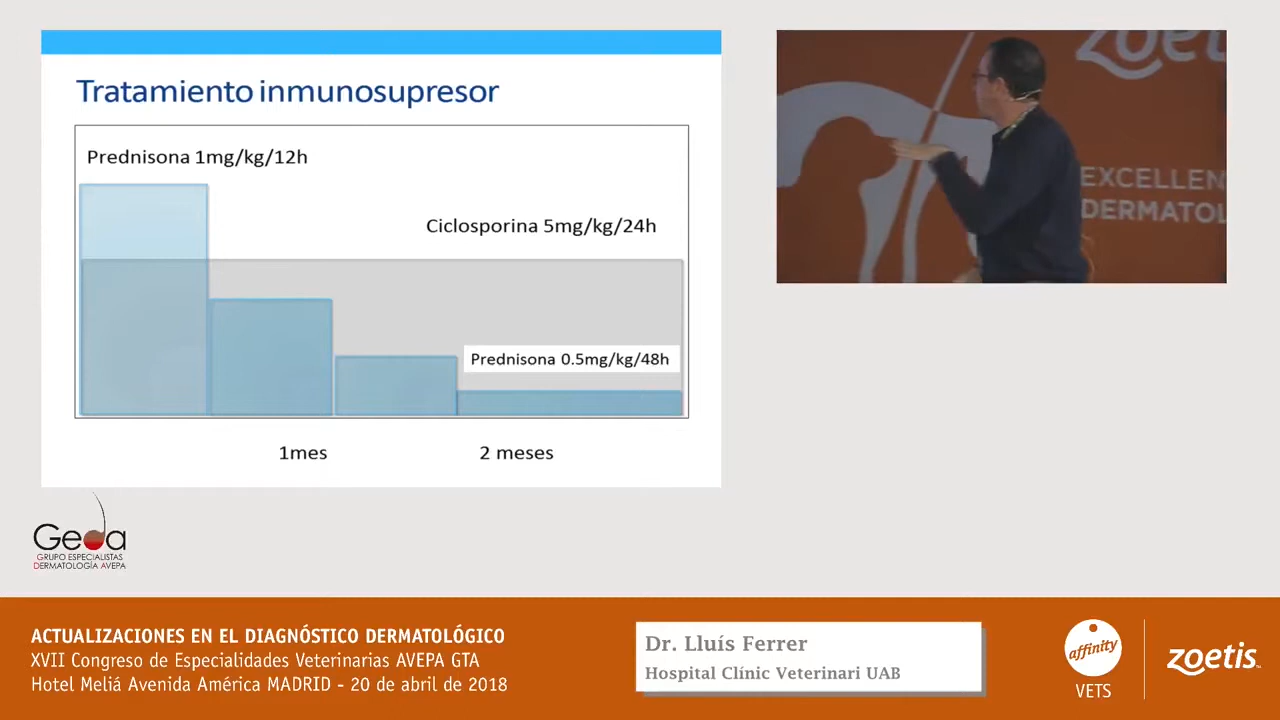 Tratamiento inmunosupresor
Prednisona 1mg/kg/12h
Ciclosporina 5mg/kg/24h
Prednisona 0.5mg/kg/48h
1mes
2 meses
zoetis
EXCELLEN
DERMATOL
Geda
GRUPO ESPECIALISTAS
DERMATOLOGÍA AVEPA
ACTUALIZACIONES EN EL DIAGNÓSTICO DERMATOLÓGICO
XVII Congreso de Especialidades Veterinarias AVEPA GTA
Hotel Meliá Avenida América MADRID - 20 de abril de 2018
Dr. Lluís Ferrer
Hospital Clínic Veterinari UAB
affinity
VETS
zoetis